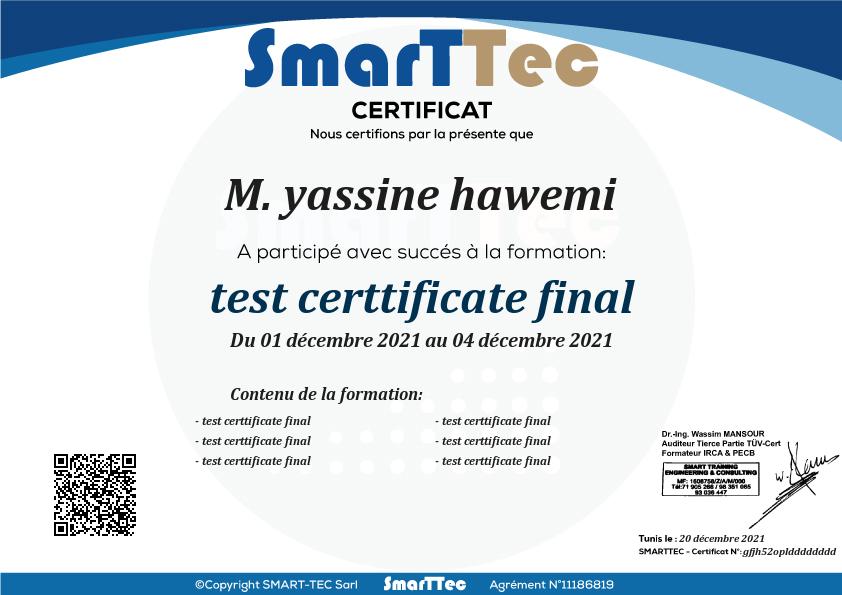 SmarTTec
CERTIFICAT
Nous certifions par la présente que
M. yassine hawemi
A participé avec succés à la formation:
test certtificate final
Du 01 décembre 2021 au 04 décembre 2021
Contenu de la formation:
- test certtificate final - test certtificate final
- test certtificate final - test certtificate final
- test certtificate final - test certtificate final
Dr.-Ing. Wassim MANSOUR
Auditeur Tierce Partie TÜV-Cert
Formateur IRCA & PECB
SMART TRAINING
ENGINEERING & CONSULTING
MF: 1606758/Z/A/M/000
Tél:71 905 266 / 98 351 065
93 036 447
Tunis le : 20 décembre 2021
SMARTTEC - Certificat N°: gfjh52oplddddddddd
©Copyright SMART-TEC Sarl SmarTTec Agrément N°11186819